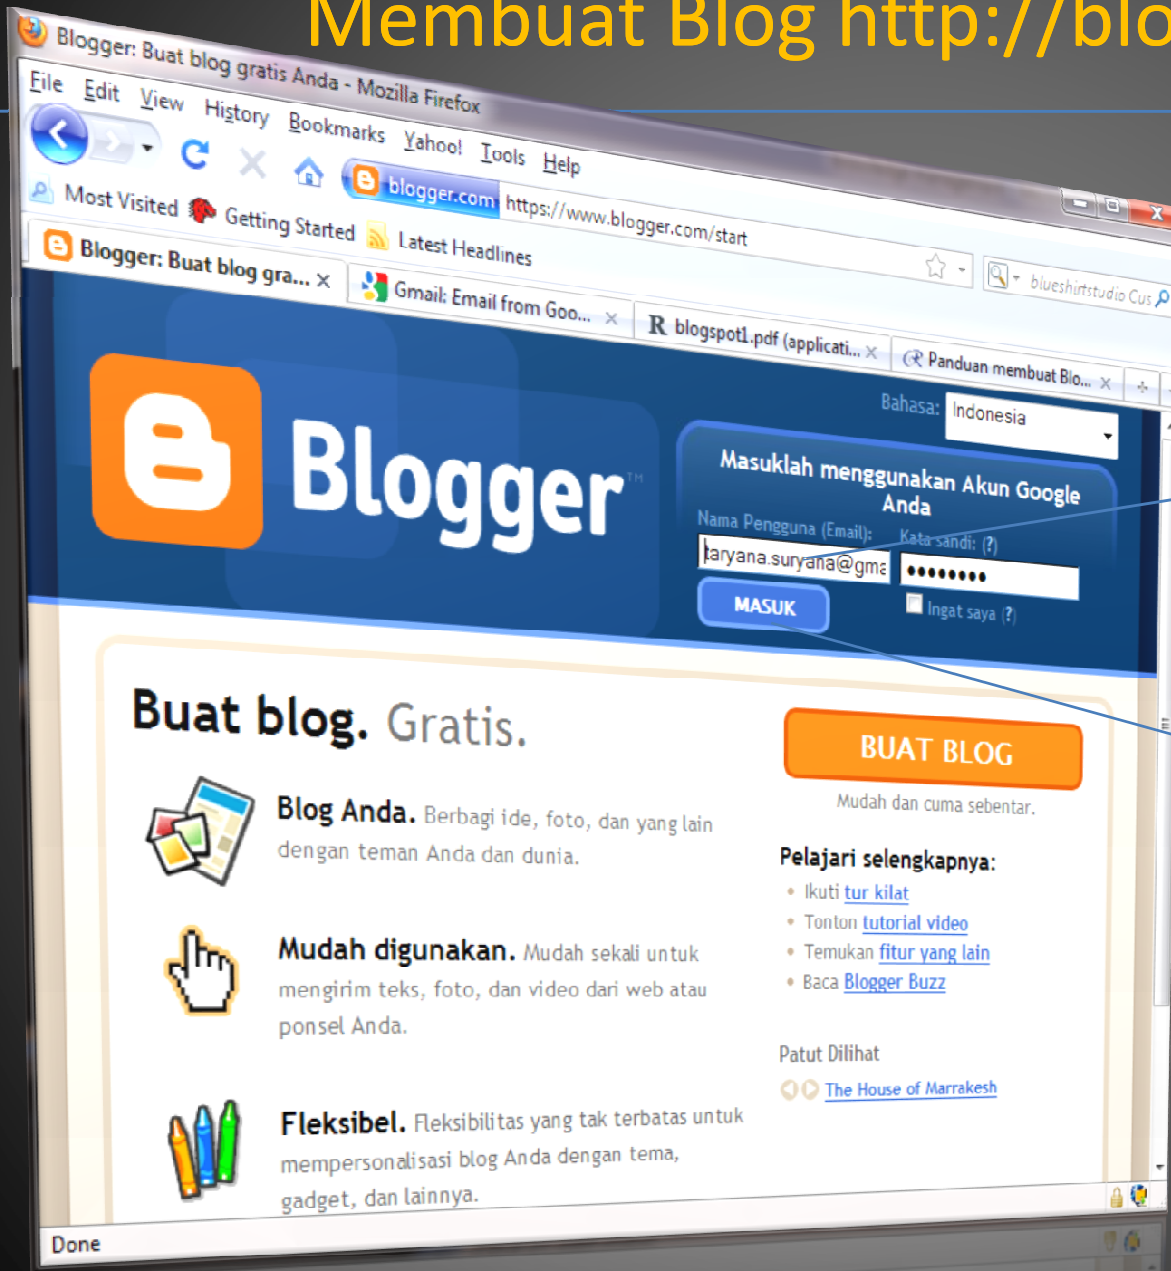 Membuat Blog http://blo
Blogger: Buat blog gratis Anda - Mozilla Firefox
File Edit View History Bookmarks Yahoo! Tools Help
blogger.com https://www.blogger.com/start
blueshirtstudio Cus
Most Visited Getting Started Latest Headlines
Blogger: Buat blog gra... × Gmail: Email from Goo... × R blogspot1.pdf (applicati... × Panduan membuat Blo... ×
Bahasa: Indonesia
Blogger™
Masuklah menggunakan Akun Google
Anda
Nama Pengguna (Email): Kata sandi: (?)
taryana.suryana@gma ••••••••
MASUK
Ingat saya (?)
Buat blog. Gratis.
Blog Anda. Berbagi ide, foto, dan yang lain
dengan teman Anda dan dunia.
Mudah digunakan. Mudah sekali untuk
mengirim teks, foto, dan video dari web atau
ponsel Anda.
Fleksibel. Fleksibilitas yang tak terbatas untuk
mempersonalisasi blog Anda dengan tema,
gadget, dan lainnya.
BUAT BLOG
Mudah dan cuma sebentar.
Pelajari selengkapnya:
• Ikuti tur kilat
• Tonton tutorial video
• Temukan fitur yang lain
• Baca Blogger Buzz
Patut Dilihat
The House of Marrakesh
Done